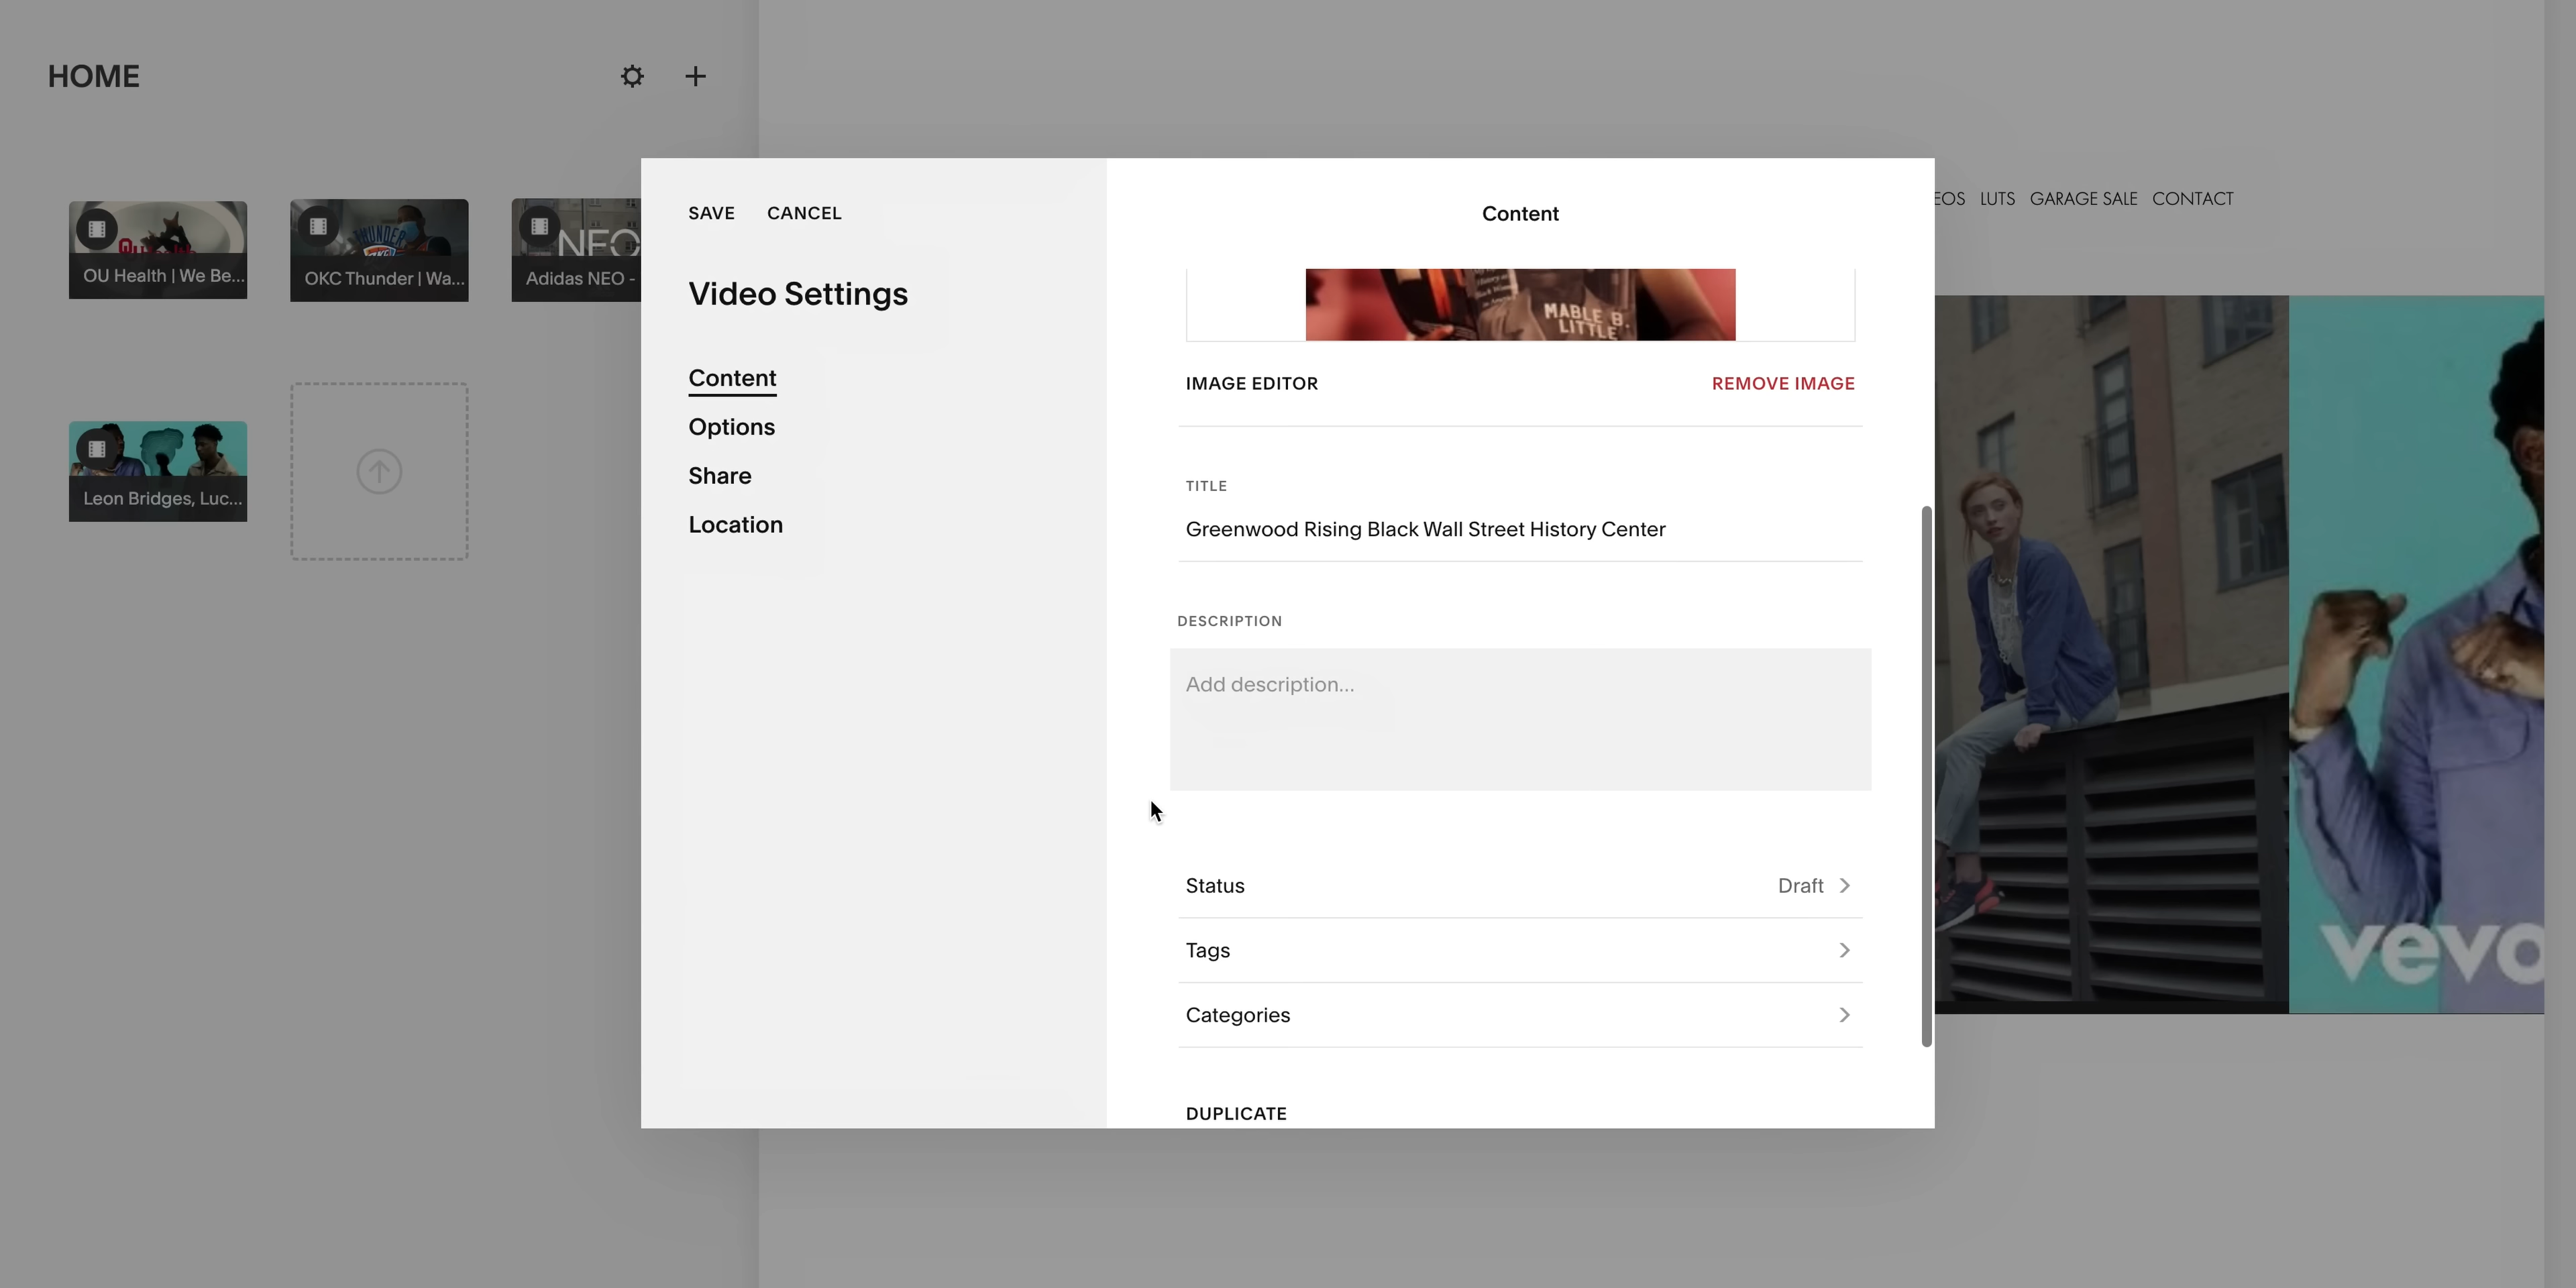 HOME
OU Health | We Be...
OKC Thunder | Wa...
NEO
Adidas NEO -
Leon Bridges, Luc...
SAVE CANCEL
Video Settings
Content
Options
Share
Location
Content
MABLE B.
LITTLE
IMAGE EDITOR REMOVE IMAGE
TITLE
Greenwood Rising Black Wall Street History Center
DESCRIPTION
Add description...
Status Draft
Tags
Categories
DUPLICATE
EOS LUTS GARAGE SALE CONTACT
vevo